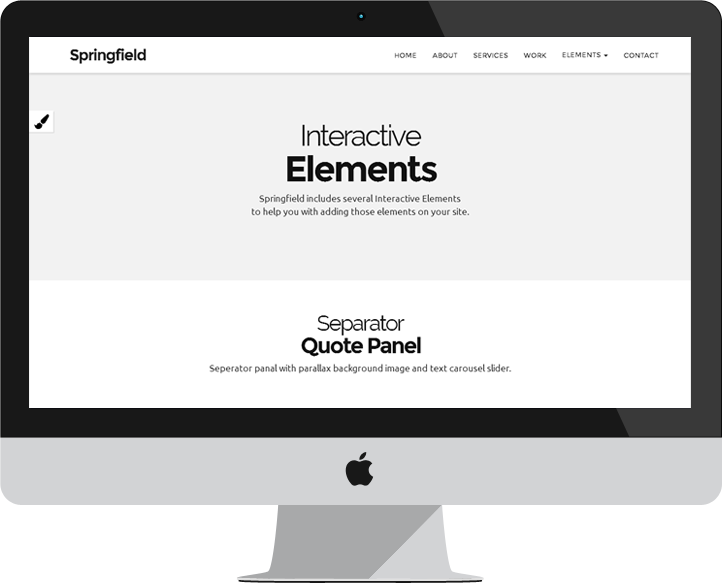 Springfield
HOME ABOUT SERVICES WORK ELEMENTS CONTACT
Interactive
Elements
Springfield includes several Interactive Elements
to help you with adding those elements on your site.
Separator
Quote Panel
Seperator panal with parallax background image and text carousel slider.